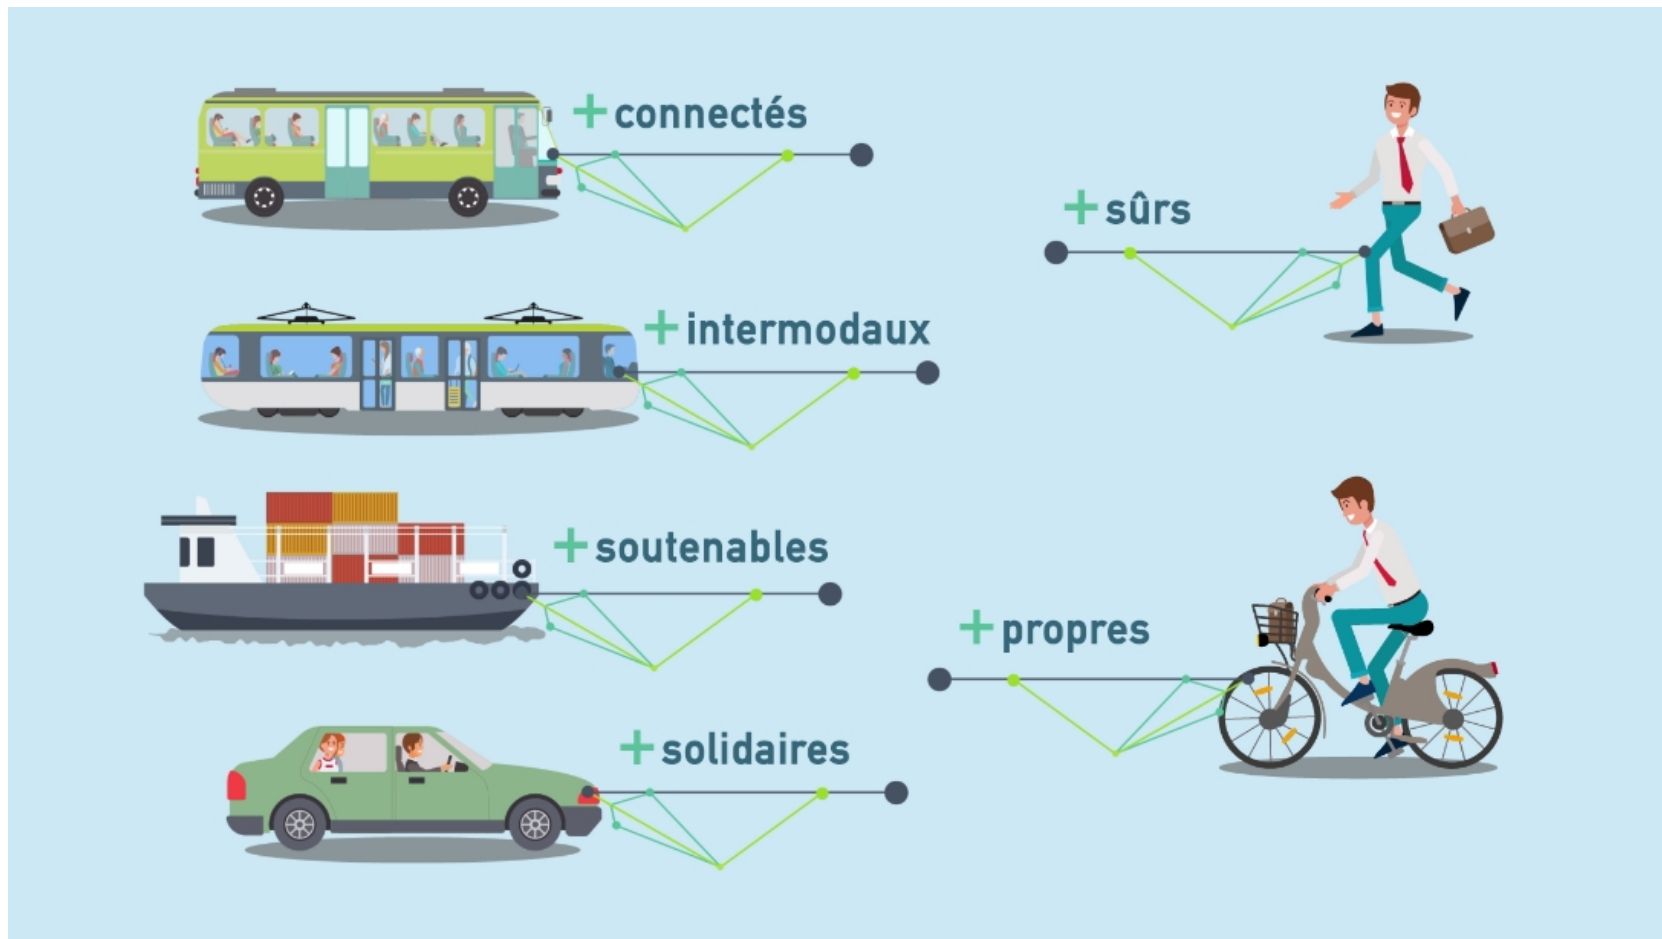 +connectés
+intermodaux
+soutenables
+solidaires
+sûrs
+propres